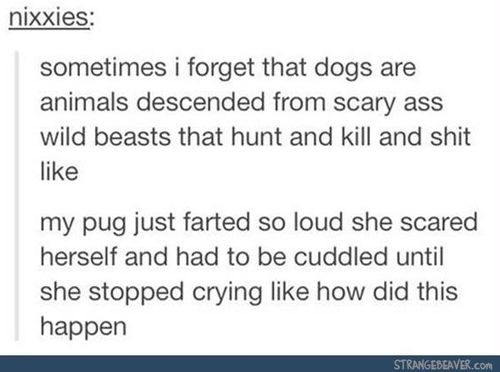 nixxies:
sometimes i forget that dogs are
animals descended from scary ass
wild beasts that hunt and kill and shit
like
my pug just farted so loud she scared
herself and had to be cuddled until
she stopped crying like how did this
happen
STRANGEBEAVER.com